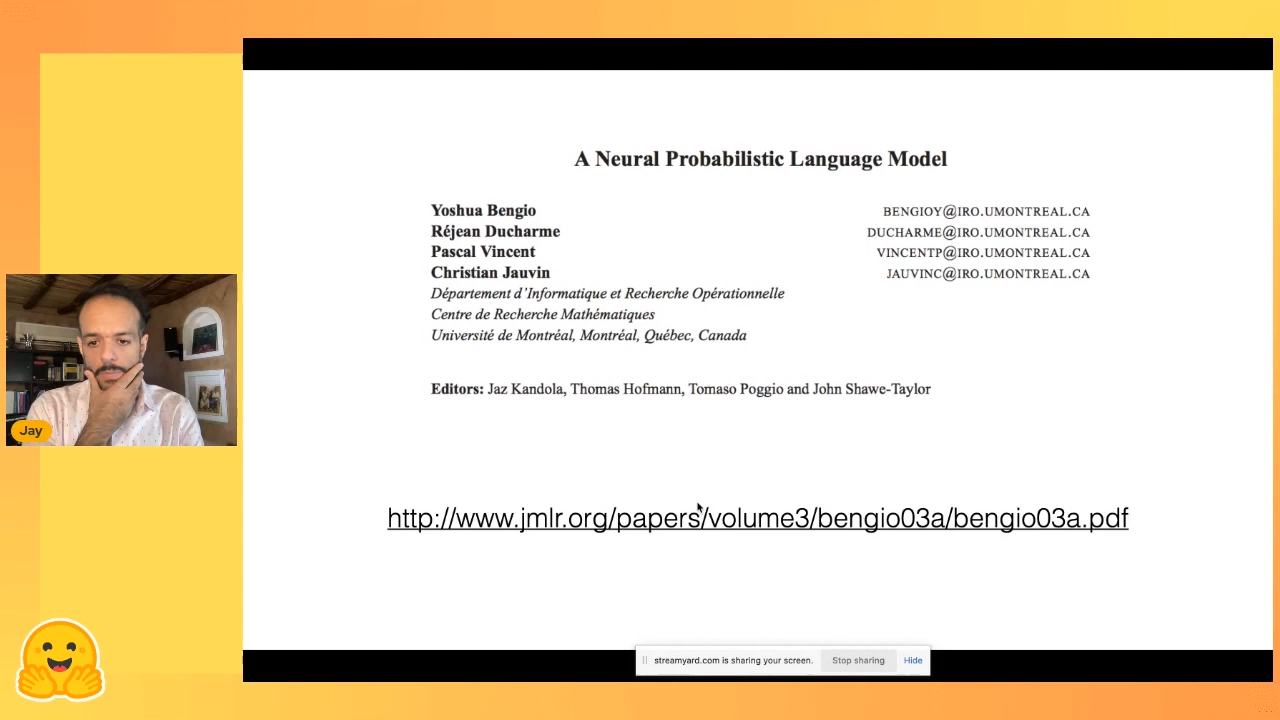 A Neural Probabilistic Language Model
Yoshua Bengio BENGIOY@IRO.UMONTREAL.CA
Réjean Ducharme DUCHARME@IRO.UMONTREAL.CA
Pascal Vincent VINCENTP@IRO.UMONTREAL.CA
Christian Jauvin JAUVINC@IRO.UMONTREAL.CA
Département d'Informatique et Recherche Opérationnelle
Centre de Recherche Mathématiques
Université de Montréal, Montréal, Québec, Canada
Editors: Jaz Kandola, Thomas Hofmann, Tomaso Poggio and John Shawe-Taylor
Jay
http://www.jmlr.org/papers/volume3/bengio03a/bengio03a.pdf
streamyard.com is sharing your screen. Stop sharing Hide